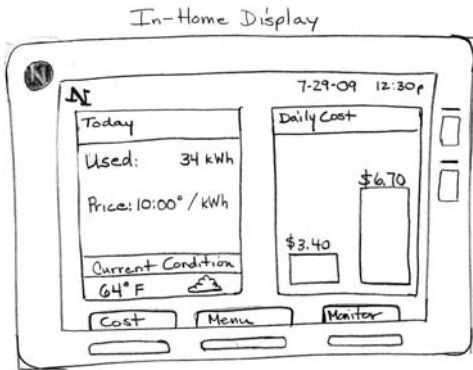 In-Home Display
N
N
7-29-09 12:30p
Today
Used: 34 kWh
Price: 10:00° / kWh
Current Condition
64° F
Daily Cost
$3.40
$6.70
Cost
Menu
Monitor